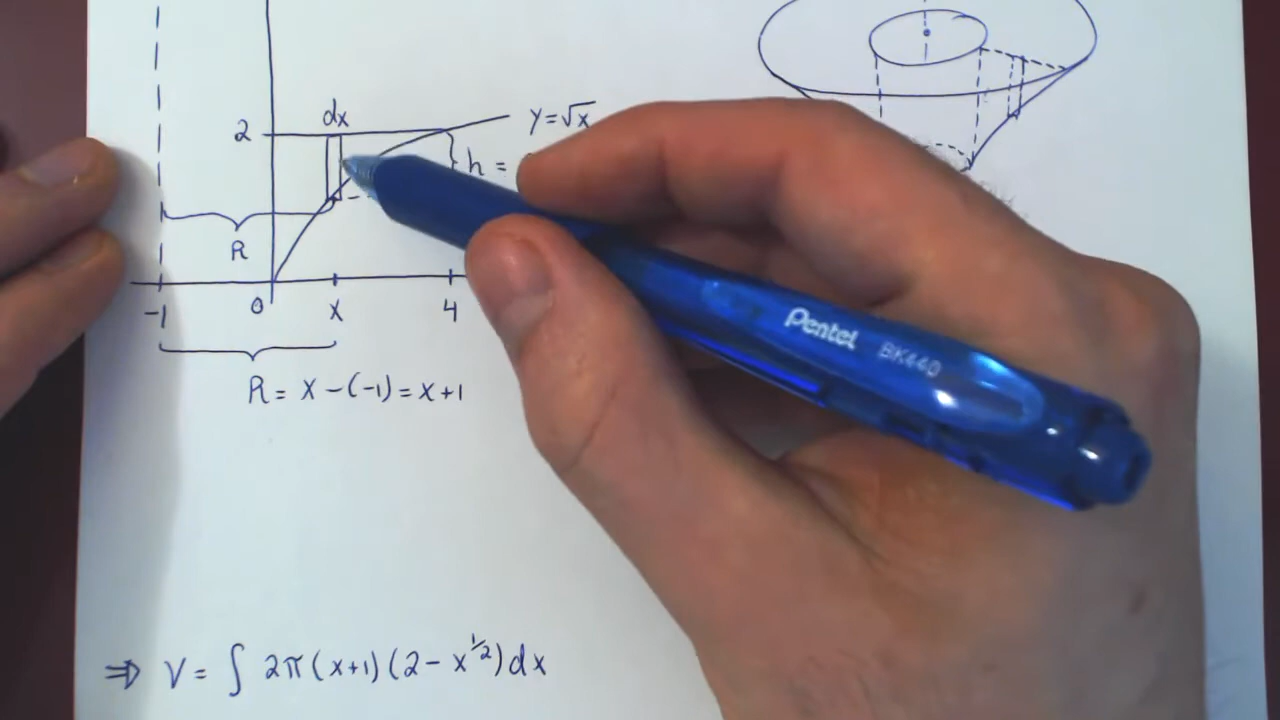 dx
2
y = √x
h =
R
-1
0
x
4
R = x - (-1) = x + 1
Pentel BK440
⇒ V = ∫ 2π (x+1) (2 - x^{1/2}) dx